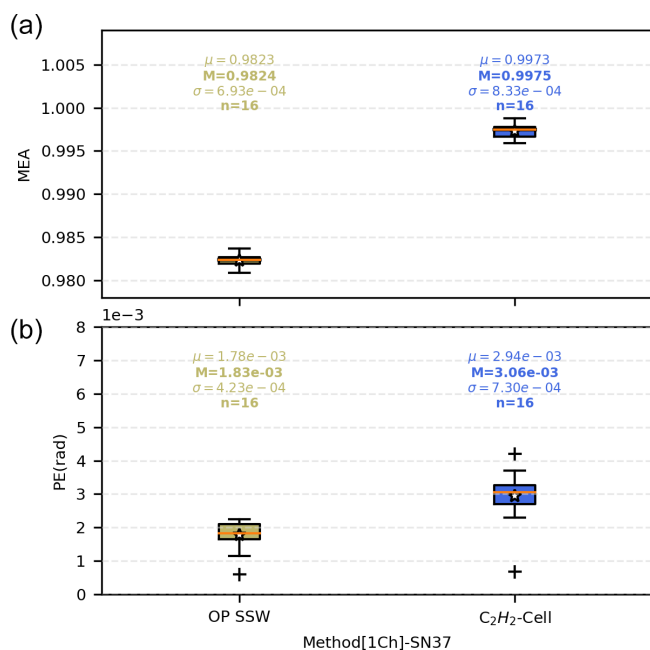 (a)
1.005
1.000
0.995
0.990
0.985
0.980
MEA
μ = 0.9823
M=0.9824
σ = 6.93e − 04
n=16
μ = 0.9973
M=0.9975
σ = 8.33e − 04
n=16
(b)
1e−3
8
7
6
5
4
3
2
1
0
PE(rad)
μ = 1.78e − 03
M=1.83e-03
σ = 4.23e − 04
n=16
μ = 2.94e − 03
M=3.06e-03
σ = 7.30e − 04
n=16
OP SSW
C₂H₂-Cell
Method[1Ch]-SN37